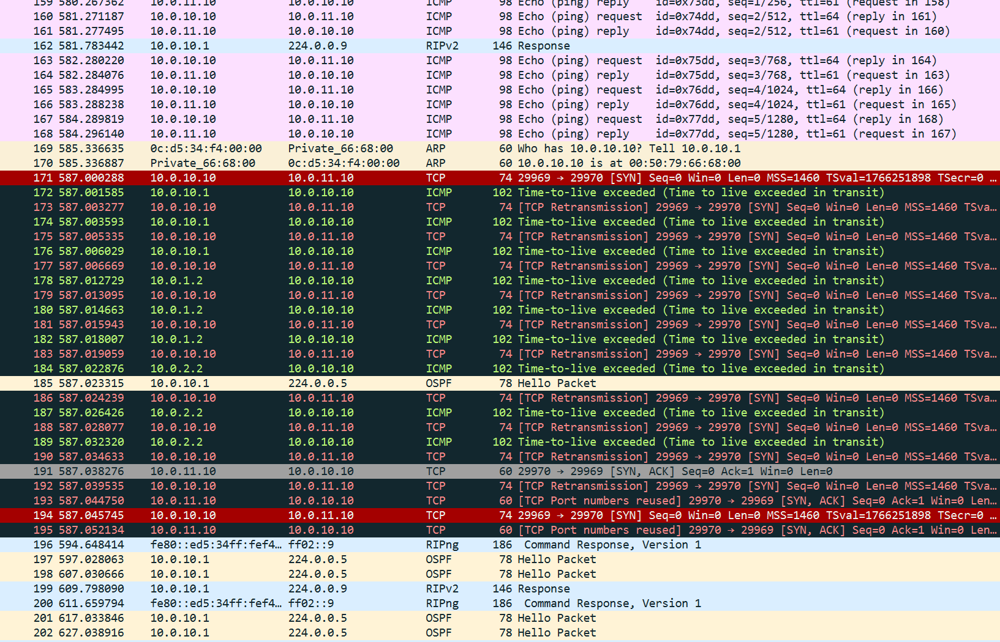 159 580.267362 10.0.11.10 10.0.10.10 ICMP 98 Echo (ping) reply id=0x73dd, seq=1/256, ttl=61 (request in 158)
160 581.271187 10.0.10.10 10.0.11.10 ICMP 98 Echo (ping) request id=0x74dd, seq=2/512, ttl=64 (reply in 161)
161 581.277495 10.0.11.10 10.0.10.10 ICMP 98 Echo (ping) reply id=0x74dd, seq=2/512, ttl=61 (request in 160)
162 581.783442 10.0.10.1 224.0.0.9 RIPv2 146 Response
163 582.280220 10.0.10.10 10.0.11.10 ICMP 98 Echo (ping) request id=0x75dd, seq=3/768, ttl=64 (reply in 164)
164 582.284076 10.0.11.10 10.0.10.10 ICMP 98 Echo (ping) reply id=0x75dd, seq=3/768, ttl=61 (request in 163)
165 583.284995 10.0.10.10 10.0.11.10 ICMP 98 Echo (ping) request id=0x76dd, seq=4/1024, ttl=64 (reply in 166)
166 583.288238 10.0.11.10 10.0.10.10 ICMP 98 Echo (ping) reply id=0x76dd, seq=4/1024, ttl=61 (request in 165)
167 584.289819 10.0.10.10 10.0.11.10 ICMP 98 Echo (ping) request id=0x77dd, seq=5/1280, ttl=64 (reply in 168)
168 584.296140 10.0.11.10 10.0.10.10 ICMP 98 Echo (ping) reply id=0x77dd, seq=5/1280, ttl=61 (request in 167)
169 585.336635 0c:d5:34:f4:00:00 Private_66:68:00 ARP 60 Who has 10.0.10.10? Tell 10.0.10.1
170 585.336887 Private_66:68:00 0c:d5:34:f4:00:00 ARP 60 10.0.10.10 is at 00:50:79:66:68:00
171 587.000288 10.0.10.10 10.0.11.10 TCP 74 29969 → 29970 [SYN] Seq=0 Win=0 Len=0 MSS=1460 TSval=1766251898 TSecr=0 …
172 587.001585 10.0.10.1 10.0.10.10 ICMP 102 Time-to-live exceeded (Time to live exceeded in transit)
173 587.003277 10.0.10.10 10.0.11.10 TCP 74 [TCP Retransmission] 29969 → 29970 [SYN] Seq=0 Win=0 Len=0 MSS=1460 TSva…
174 587.003593 10.0.10.1 10.0.10.10 ICMP 102 Time-to-live exceeded (Time to live exceeded in transit)
175 587.005335 10.0.10.10 10.0.11.10 TCP 74 [TCP Retransmission] 29969 → 29970 [SYN] Seq=0 Win=0 Len=0 MSS=1460 TSva…
176 587.006029 10.0.10.1 10.0.10.10 ICMP 102 Time-to-live exceeded (Time to live exceeded in transit)
177 587.006669 10.0.10.10 10.0.11.10 TCP 74 [TCP Retransmission] 29969 → 29970 [SYN] Seq=0 Win=0 Len=0 MSS=1460 TSva…
178 587.012729 10.0.1.2 10.0.10.10 ICMP 102 Time-to-live exceeded (Time to live exceeded in transit)
179 587.013095 10.0.10.10 10.0.11.10 TCP 74 [TCP Retransmission] 29969 → 29970 [SYN] Seq=0 Win=0 Len=0 MSS=1460 TSva…
180 587.014663 10.0.1.2 10.0.10.10 ICMP 102 Time-to-live exceeded (Time to live exceeded in transit)
181 587.015943 10.0.10.10 10.0.11.10 TCP 74 [TCP Retransmission] 29969 → 29970 [SYN] Seq=0 Win=0 Len=0 MSS=1460 TSva…
182 587.018007 10.0.1.2 10.0.10.10 ICMP 102 Time-to-live exceeded (Time to live exceeded in transit)
183 587.019059 10.0.10.10 10.0.11.10 TCP 74 [TCP Retransmission] 29969 → 29970 [SYN] Seq=0 Win=0 Len=0 MSS=1460 TSva…
184 587.022876 10.0.2.2 10.0.10.10 ICMP 102 Time-to-live exceeded (Time to live exceeded in transit)
185 587.023315 10.0.10.1 224.0.0.5 OSPF 78 Hello Packet
186 587.024239 10.0.10.10 10.0.11.10 TCP 74 [TCP Retransmission] 29969 → 29970 [SYN] Seq=0 Win=0 Len=0 MSS=1460 TSva…
187 587.026426 10.0.2.2 10.0.10.10 ICMP 102 Time-to-live exceeded (Time to live exceeded in transit)
188 587.028077 10.0.10.10 10.0.11.10 TCP 74 [TCP Retransmission] 29969 → 29970 [SYN] Seq=0 Win=0 Len=0 MSS=1460 TSva…
189 587.032320 10.0.2.2 10.0.10.10 ICMP 102 Time-to-live exceeded (Time to live exceeded in transit)
190 587.034633 10.0.10.10 10.0.11.10 TCP 74 [TCP Retransmission] 29969 → 29970 [SYN] Seq=0 Win=0 Len=0 MSS=1460 TSva…
191 587.038276 10.0.11.10 10.0.10.10 TCP 60 29970 → 29969 [SYN, ACK] Seq=0 Ack=1 Win=0 Len=0
192 587.039535 10.0.10.10 10.0.11.10 TCP 74 [TCP Retransmission] 29969 → 29970 [SYN] Seq=0 Win=0 Len=0 MSS=1460 TSva…
193 587.044750 10.0.11.10 10.0.10.10 TCP 60 [TCP Port numbers reused] 29970 → 29969 [SYN, ACK] Seq=0 Ack=1 Win=0 Len…
194 587.045745 10.0.10.10 10.0.11.10 TCP 74 29969 → 29970 [SYN] Seq=0 Win=0 Len=0 MSS=1460 TSval=1766251898 TSecr=0 …
195 587.052134 10.0.11.10 10.0.10.10 TCP 60 [TCP Port numbers reused] 29970 → 29969 [SYN, ACK] Seq=0 Ack=1 Win=0 Len…
196 594.648414 fe80::ed5:34ff:fef4… ff02::9 RIPng 186 Command Response, Version 1
197 597.028063 10.0.10.1 224.0.0.5 OSPF 78 Hello Packet
198 607.030666 10.0.10.1 224.0.0.5 OSPF 78 Hello Packet
199 609.798090 10.0.10.1 224.0.0.9 RIPv2 146 Response
200 611.659794 fe80::ed5:34ff:fef4… ff02::9 RIPng 186 Command Response, Version 1
201 617.033846 10.0.10.1 224.0.0.5 OSPF 78 Hello Packet
202 627.038916 10.0.10.1 224.0.0.5 OSPF 78 Hello Packet